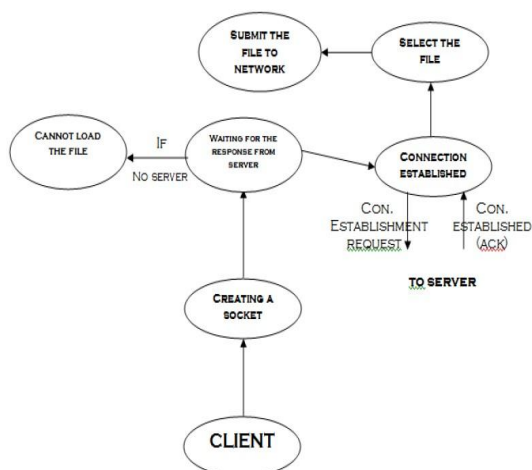 SUBMIT THE
FILE TO
NETWORK
SELECT THE
FILE
CANNOT LOAD
THE FILE
IF
NO SERVER
WAITING FOR THE
RESPONSE FROM
SERVER
CONNECTION
ESTABLISHED
CON.
ESTABLISHMENT
REQUEST
CON.
ESTABLISHED
(ACK)
TO SERVER
CREATING A
SOCKET
CLIENT